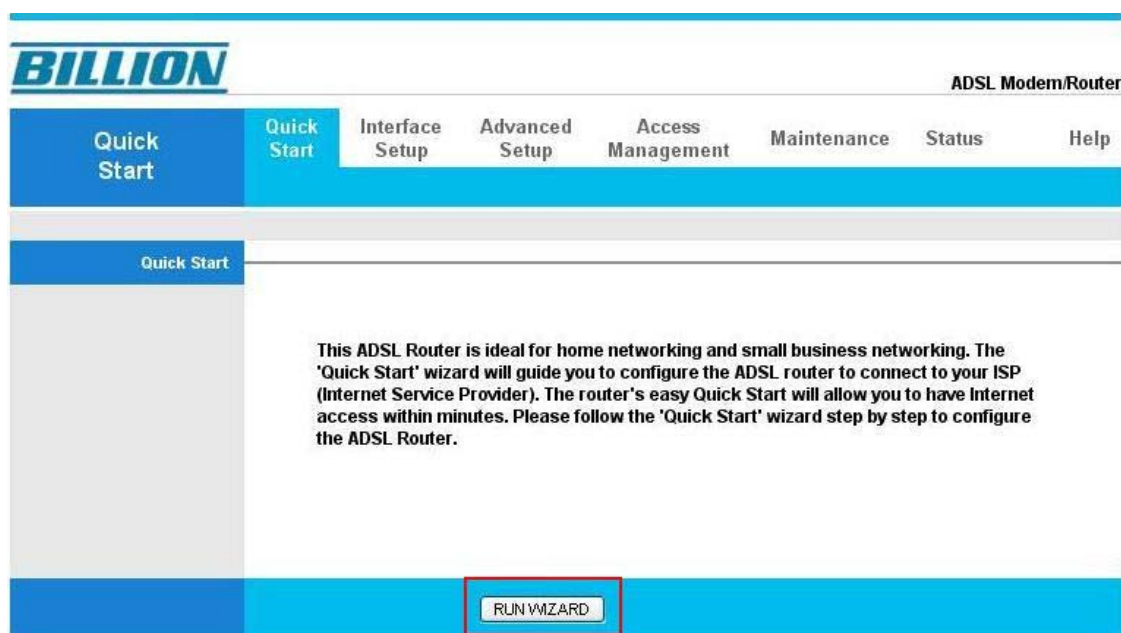 BILLION
ADSL Modem/Router
Quick
Start
Quick
Start
Interface
Setup
Advanced
Setup
Access
Management
Maintenance
Status
Help
Quick Start
This ADSL Router is ideal for home networking and small business networking. The
'Quick Start' wizard will guide you to configure the ADSL router to connect to your ISP
(Internet Service Provider). The router's easy Quick Start will allow you to have Internet
access within minutes. Please follow the 'Quick Start' wizard step by step to configure
the ADSL Router.
RUN WIZARD